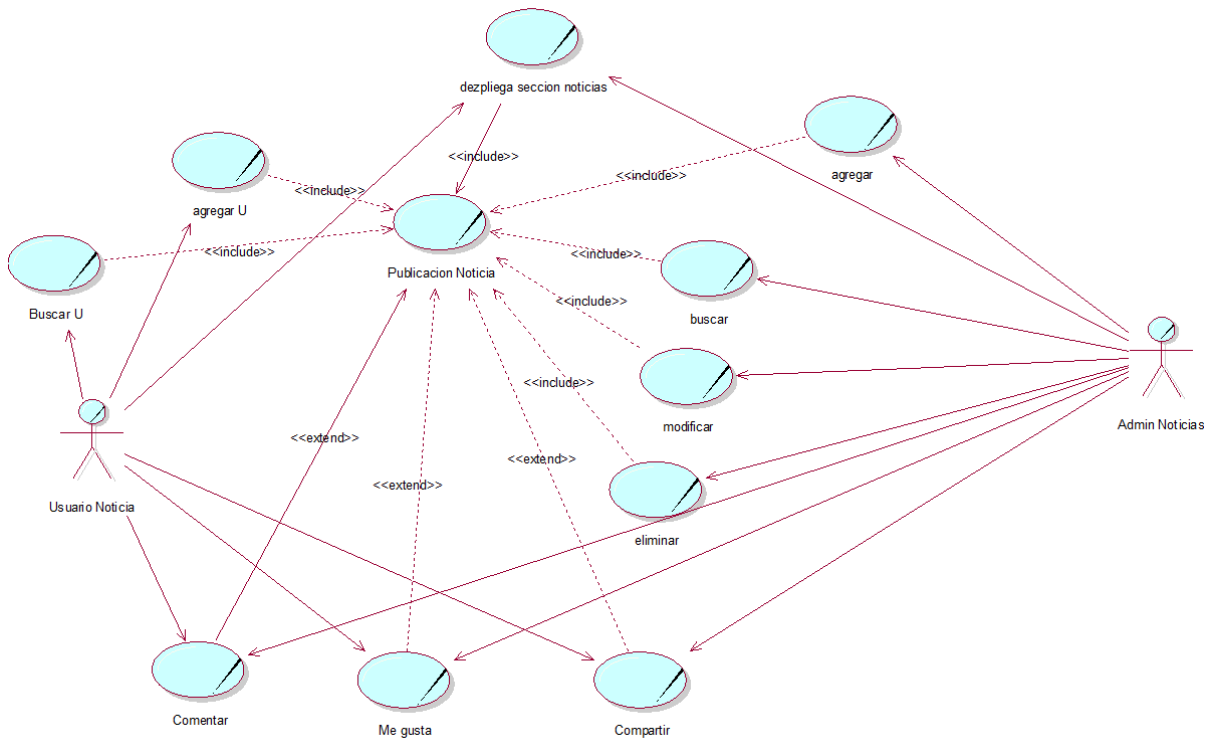 dezpliega seccion noticias
<<include>>
agregar
<<include>>
agregar U
<<include>>
<<include>>
Publicacion Noticia
<<include>>
buscar
Buscar U
<<include>>
modificar
Admin Noticias
<<include>>
<<extend>>
<<extend>>
<<extend>>
Usuario Noticia
eliminar
Comentar
Me gusta
Compartir